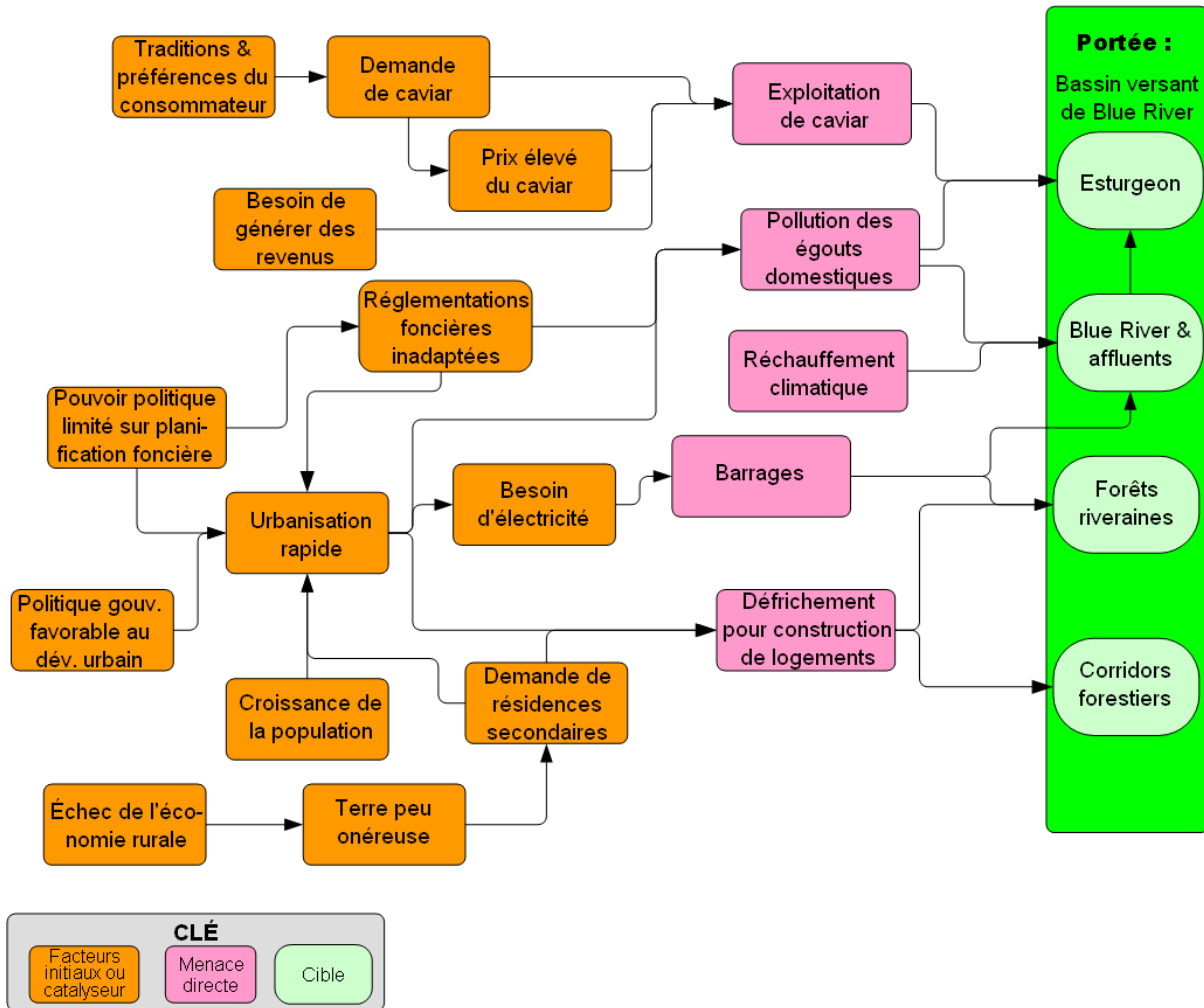 Traditions &
préférences du
consommateur
Demande
de caviar
Exploitation
de caviar
Portée :
Bassin versant
de Blue River
Prix élevé
du caviar
Esturgeon
Besoin de
générer des
revenus
Pollution des
égouts
domestiques
Réglementations
foncières
inadaptées
Blue River &
affluents
Réchauffement
climatique
Pouvoir politique
limité sur plani-
fication foncière
Barrages
Besoin
d'électricité
Forêts
riveraines
Urbanisation
rapide
Politique gouv.
favorable au
dév. urbain
Défrichement
pour construction
de logements
Croissance de
la population
Demande de
résidences
secondaires
Corridors
forestiers
Échec de l'éco-
nomie rurale
Terre peu
onéreuse
CLÉ
Facteurs
initiaux ou
catalyseur
Menace
directe
Cible